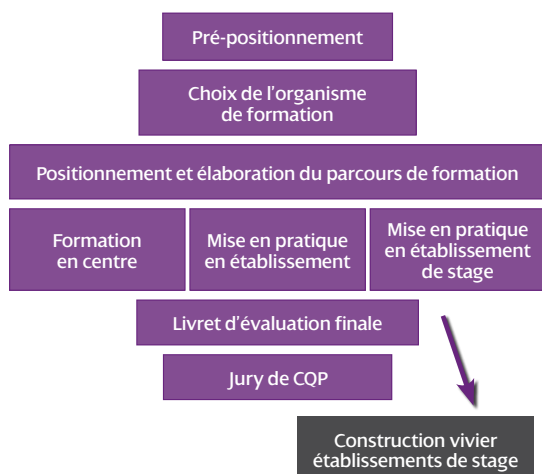 Pré-positionnement
Choix de l'organisme
de formation
Positionnement et élaboration du parcours de formation
Formation
en centre
Mise en pratique
en établissement
Mise en pratique
en établissement
de stage
Livret d'évaluation finale
Jury de CQP
Construction vivier
établissements de stage